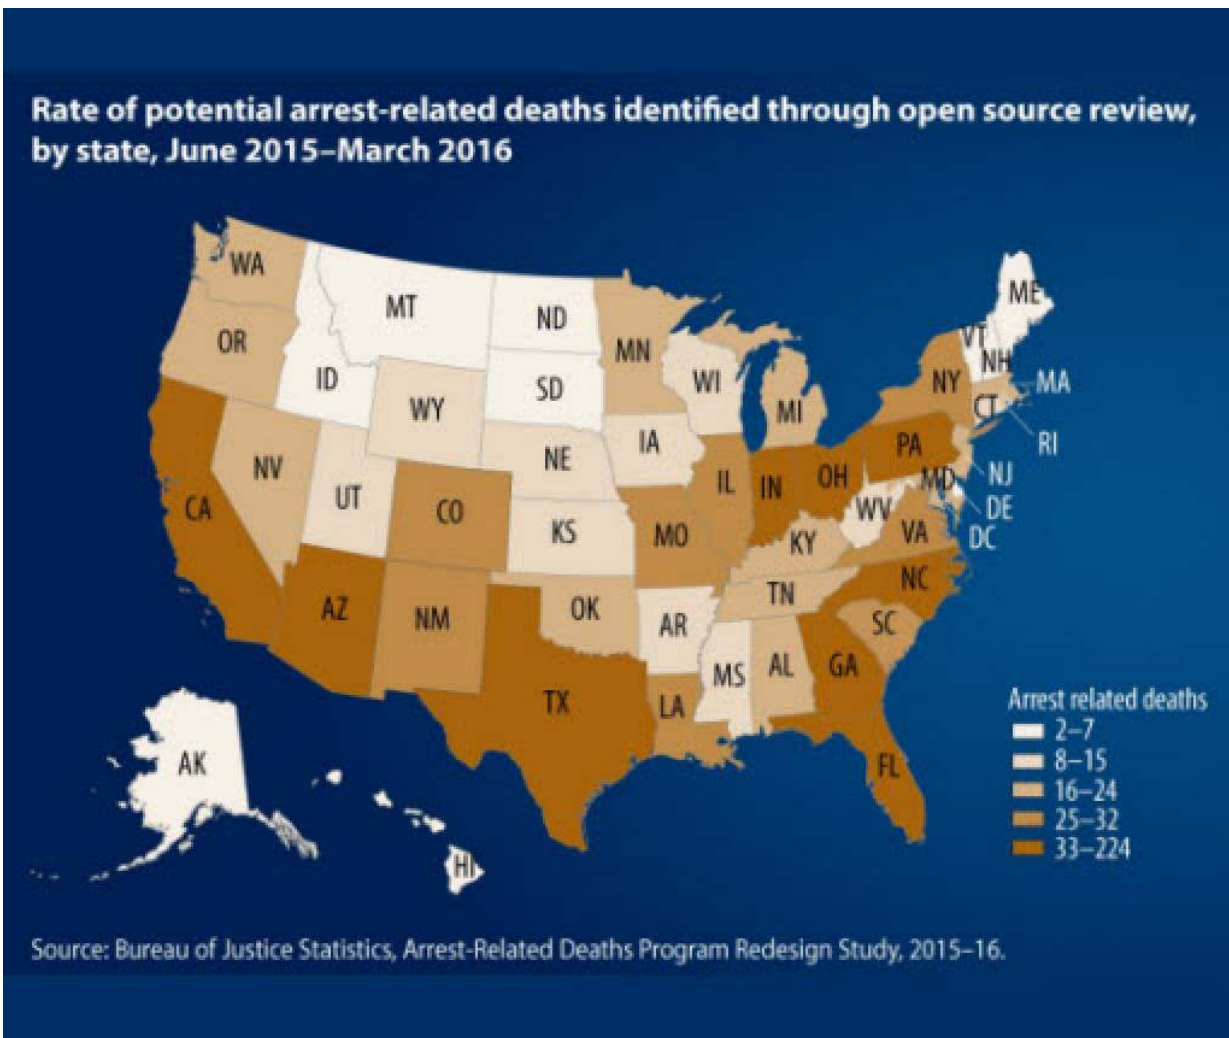 Rate of potential arrest-related deaths identified through open source review,
by state, June 2015–March 2016
WA
MT
ND
ME
OR
ID
MN
VT
NH
SD
WI
NY
MA
WY
MI
CT
IA
RI
NE
PA
NV
UT
CO
IL
IN
OH
NJ
MD
DE
CA
KS
MO
WV
VA
DC
KY
NC
AZ
NM
OK
TN
AR
SC
MS
AL
GA
TX
LA
Arrest related deaths
2–7
8–15
16–24
25–32
33–224
AK
FL
HI
Source: Bureau of Justice Statistics, Arrest-Related Deaths Program Redesign Study, 2015–16.